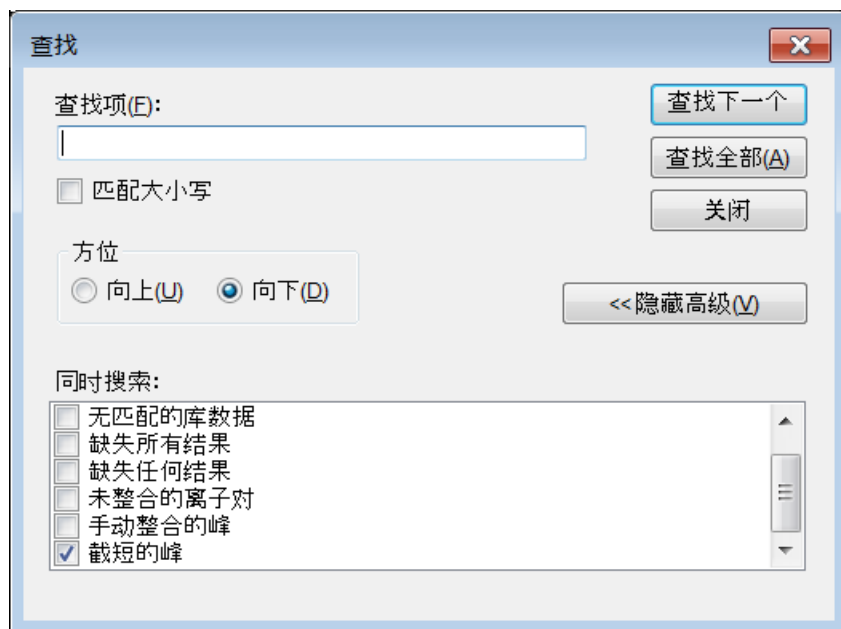 查找
查找项(F):
查找下一个
查找全部(A)
匹配大小写
关闭
方位
向上(U) 向下(D)
<<隐藏高级(V)
同时搜索:
无匹配的库数据
缺失所有结果
缺失任何结果
未整合的离子对
手动整合的峰
截短的峰